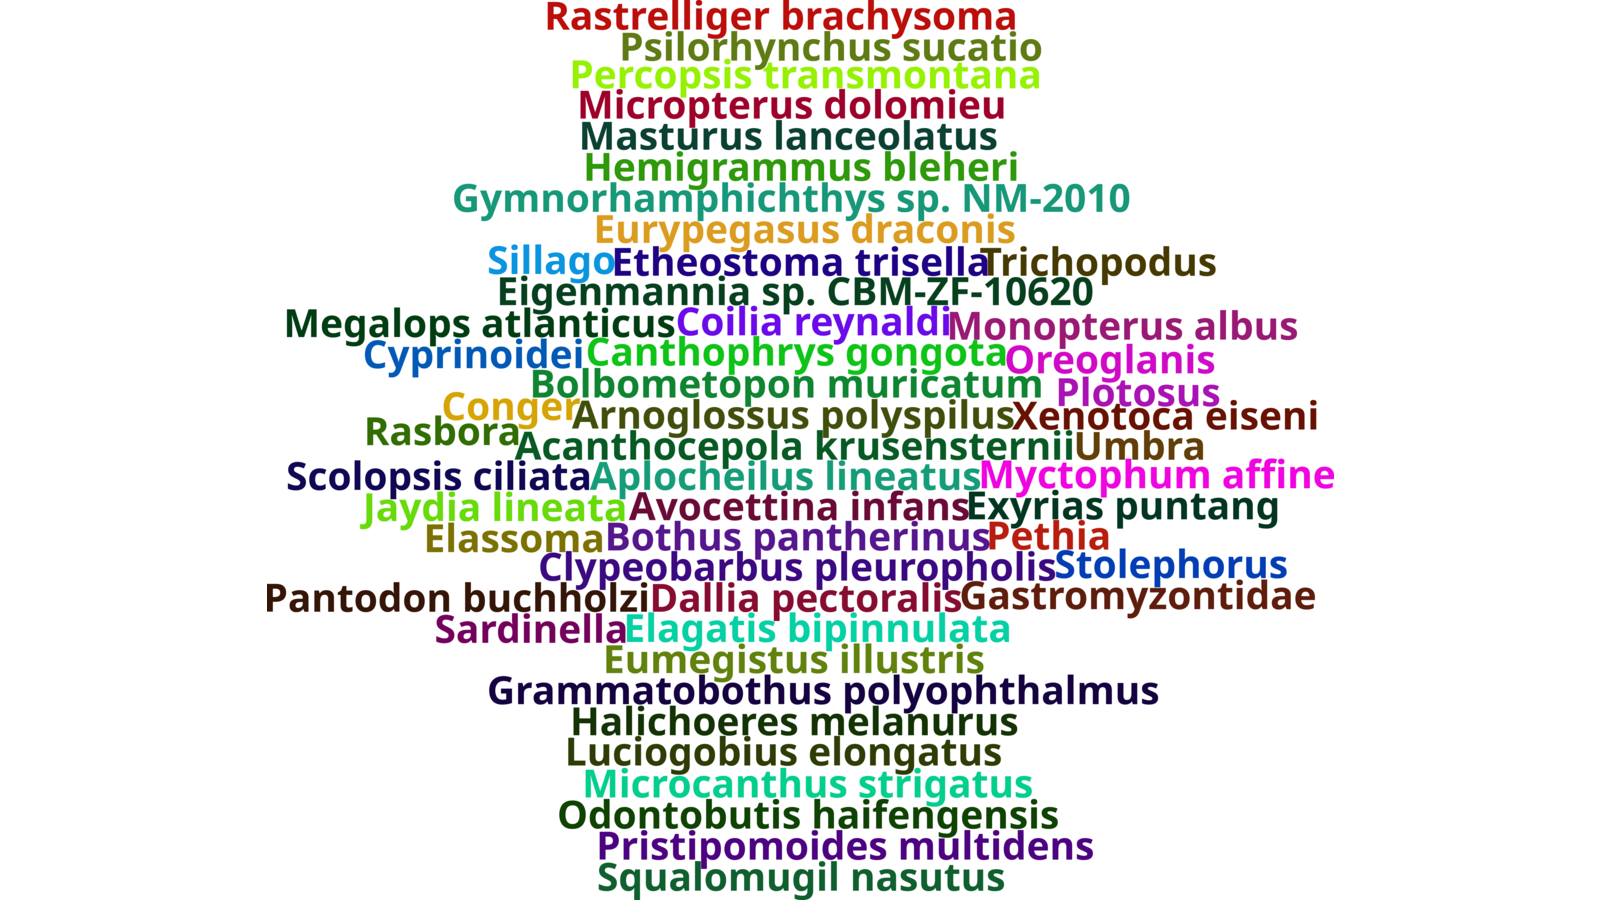 Rastrelliger brachysoma
Psilorhynchus sucatio
Percopsis transmontana
Micropterus dolomieu
Masturus lanceolatus
Hemigrammus bleheri
Gymnorhamphichthys sp. NM-2010
Eurypegasus draconis
Sillago Etheostoma trisella Trichopodus
Eigenmannia sp. CBM-ZF-10620
Megalops atlanticus Coilia reynaldi Monopterus albus
Cyprinoidei Canthophrys gongota Oreoglanis
Bolbometopon muricatum Plotosus
Conger Arnoglossus polyspilus Xenotoca eiseni
Rasbora Acanthocepola krusensternii Umbra
Scolopsis ciliata Aplocheilus lineatus Myctophum affine
Jaydia lineata Avocettina infans Exyrias puntang
Elassoma Bothus pantherinus Pethia
Clypeobarbus pleuropholis Stolephorus
Pantodon buchholzi Dallia pectoralis Gastromyzontidae
Sardinella Elagatis bipinnulata
Eumegistus illustris
Grammatobothus polyophthalmus
Halichoeres melanurus
Luciogobius elongatus
Microcanthus strigatus
Odontobutis haifengensis
Pristipomoides multidens
Squalomugil nasutus